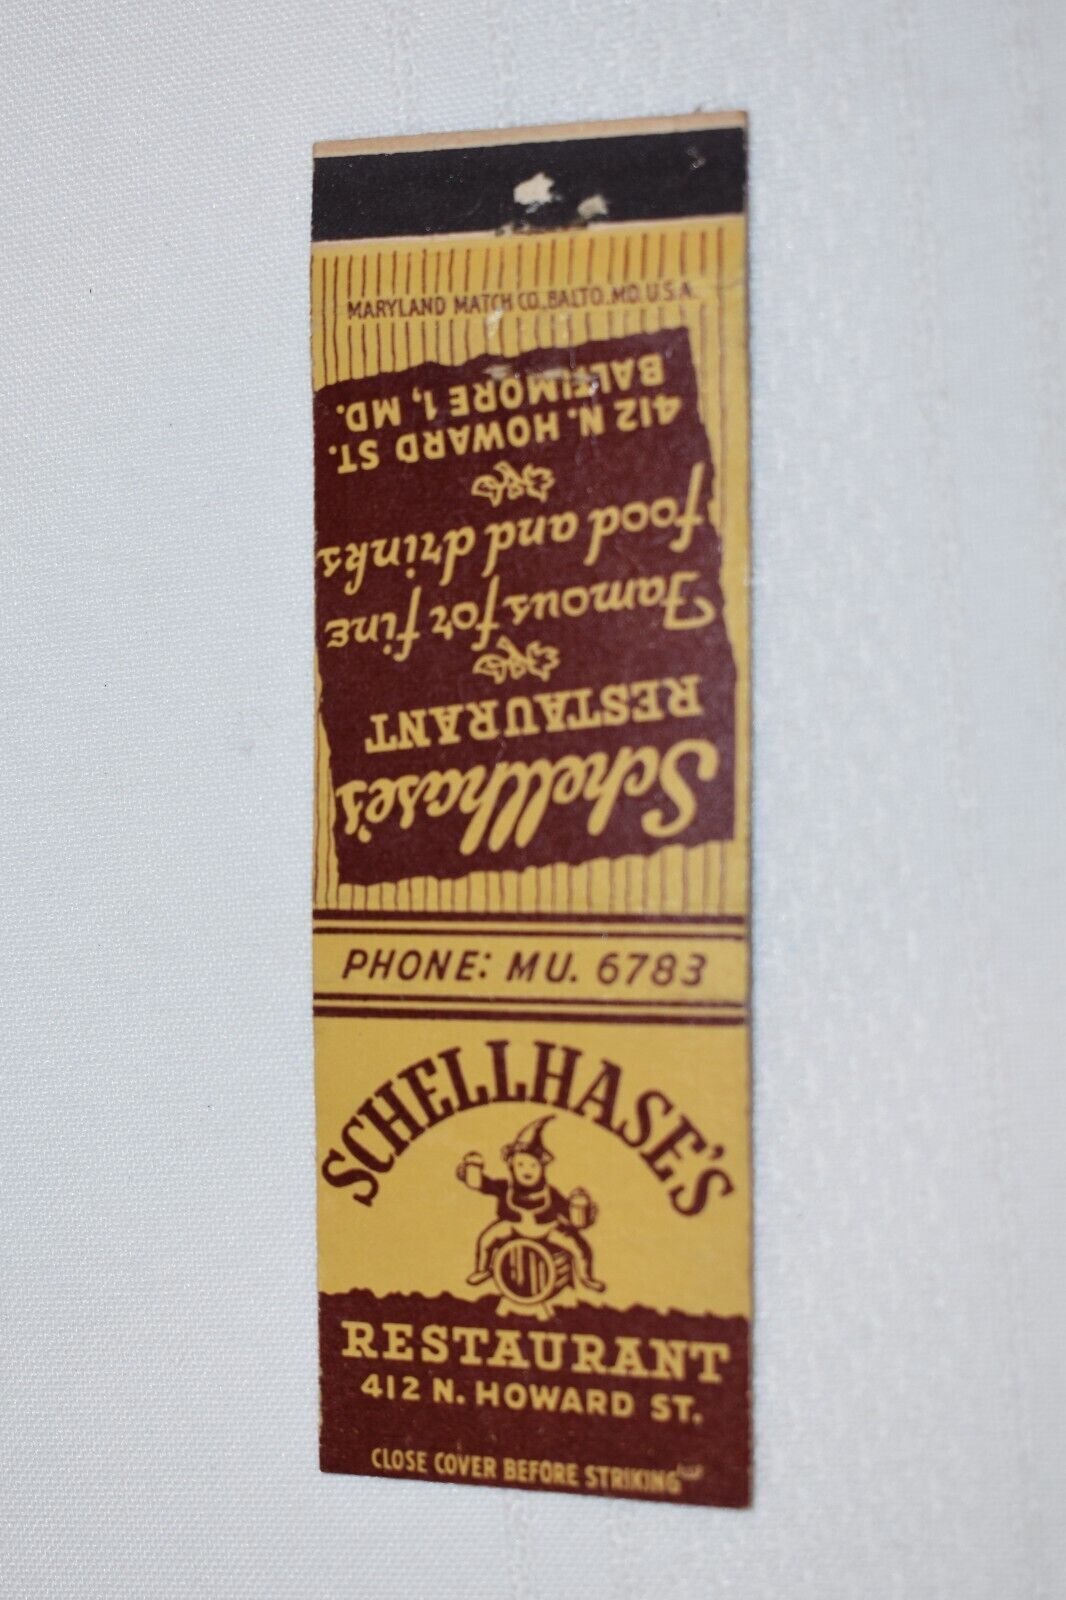 MARYLAND MATCH CO., BALTO., MD. U.S.A.
Schellhase's
RESTAURANT
Famous for fine
food and drinks
412 N. HOWARD ST.
BALTIMORE 1, MD.
PHONE: MU. 6783
SCHELLHASE'S
RESTAURANT
412 N. HOWARD ST.
CLOSE COVER BEFORE STRIKING